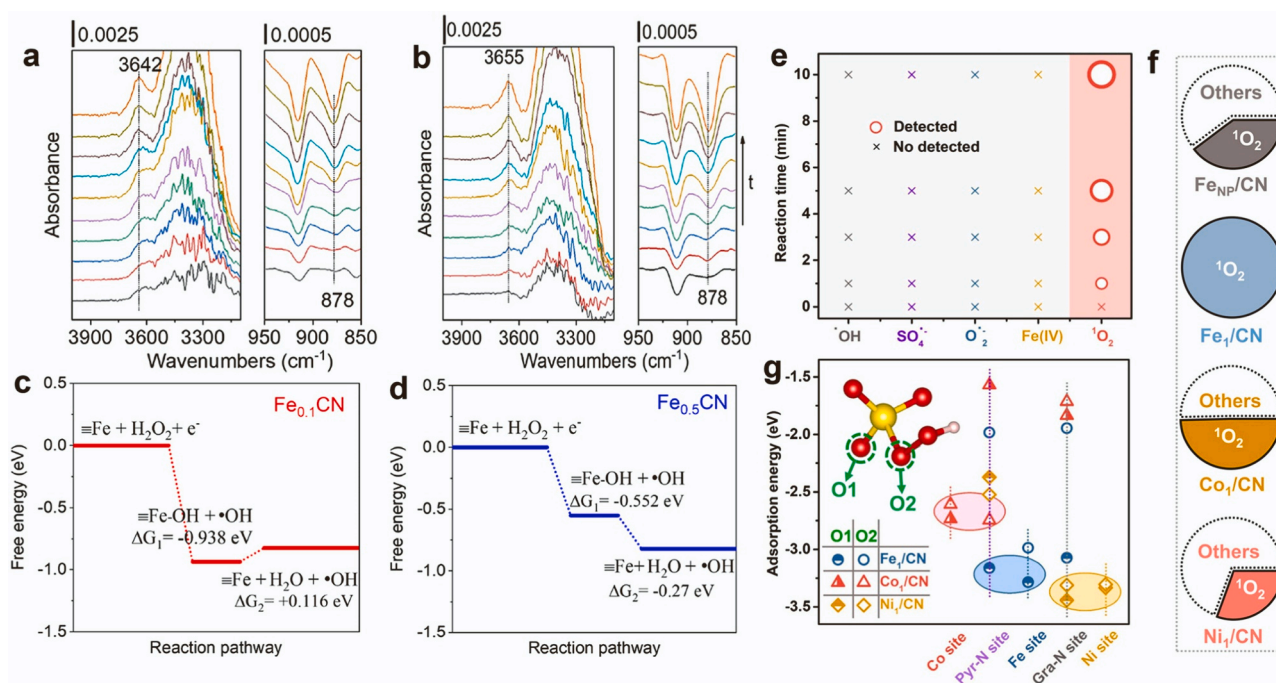 a
0.0025
0.0005
3642
878
Absorbance
3900
3600
3300
950
900
850
Wavenumbers (cm-1)
b
0.0025
0.0005
3655
878
t
Absorbance
3900
3600
3300
950
900
850
Wavenumbers (cm-1)
c
Fe0.1CN
≡Fe + H2O2+ e-
≡Fe-OH + •OH
ΔG1= -0.938 eV
≡Fe + H2O + •OH
ΔG2= +0.116 eV
Free energy (eV)
0.5
0.0
-0.5
-1.0
-1.5
Reaction pathway
d
Fe0.5CN
≡Fe + H2O2 + e-
≡Fe-OH + •OH
ΔG1= -0.552 eV
≡Fe+ H2O + •OH
ΔG2= -0.27 eV
Free energy (eV)
0.5
0.0
-0.5
-1.0
-1.5
Reaction pathway
e
Reaction time (min)
10
8
6
4
2
0
Detected
No detected
•OH
SO4•-
O2•-
Fe(IV)
1O2
f
Others
1O2
FeNP/CN
1O2
Fe1/CN
Others
1O2
Co1/CN
Others
1O2
Ni1/CN
g
Adsorption energy (eV)
-1.5
-2.0
-2.5
-3.0
-3.5
O1
O2
O1 O2
Fe1/CN
Co1/CN
Ni1/CN
Co site
Pyr-N site
Fe site
Gra-N site
Ni site